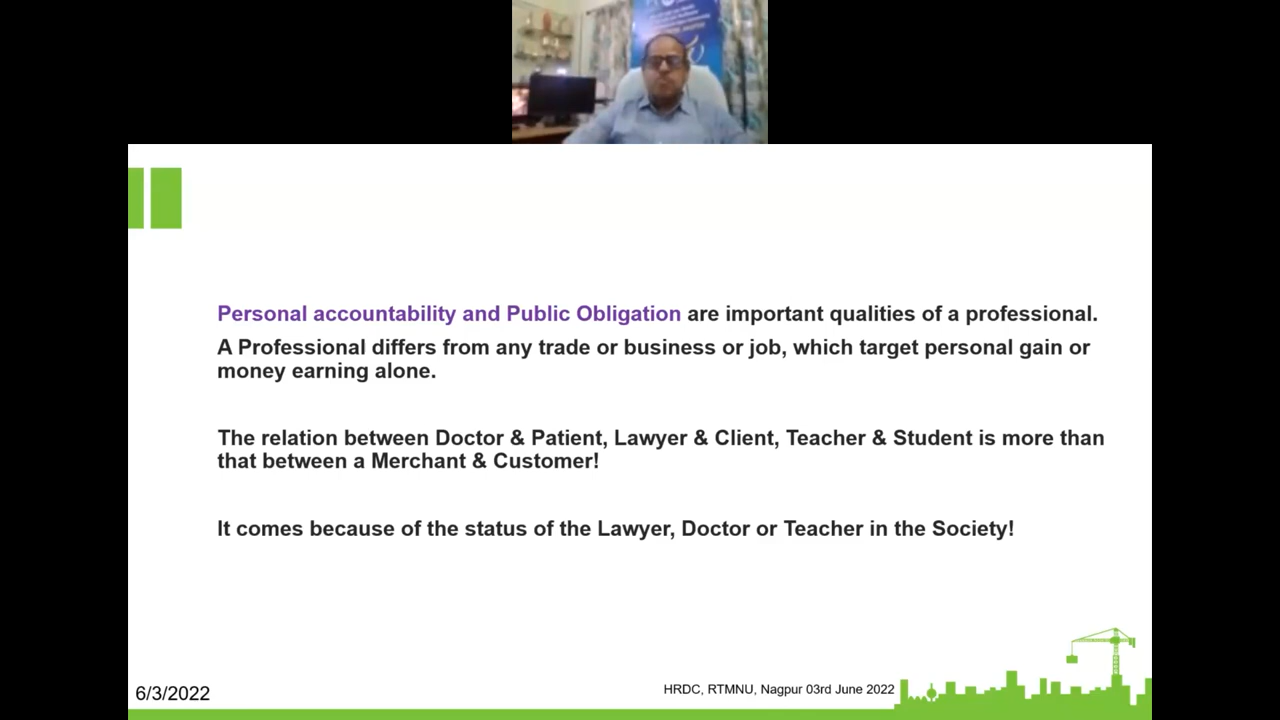 Personal accountability and Public Obligation are important qualities of a professional.
A Professional differs from any trade or business or job, which target personal gain or
money earning alone.
The relation between Doctor & Patient, Lawyer & Client, Teacher & Student is more than
that between a Merchant & Customer!
It comes because of the status of the Lawyer, Doctor or Teacher in the Society!
6/3/2022
HRDC, RTMNU, Nagpur 03rd June 2022